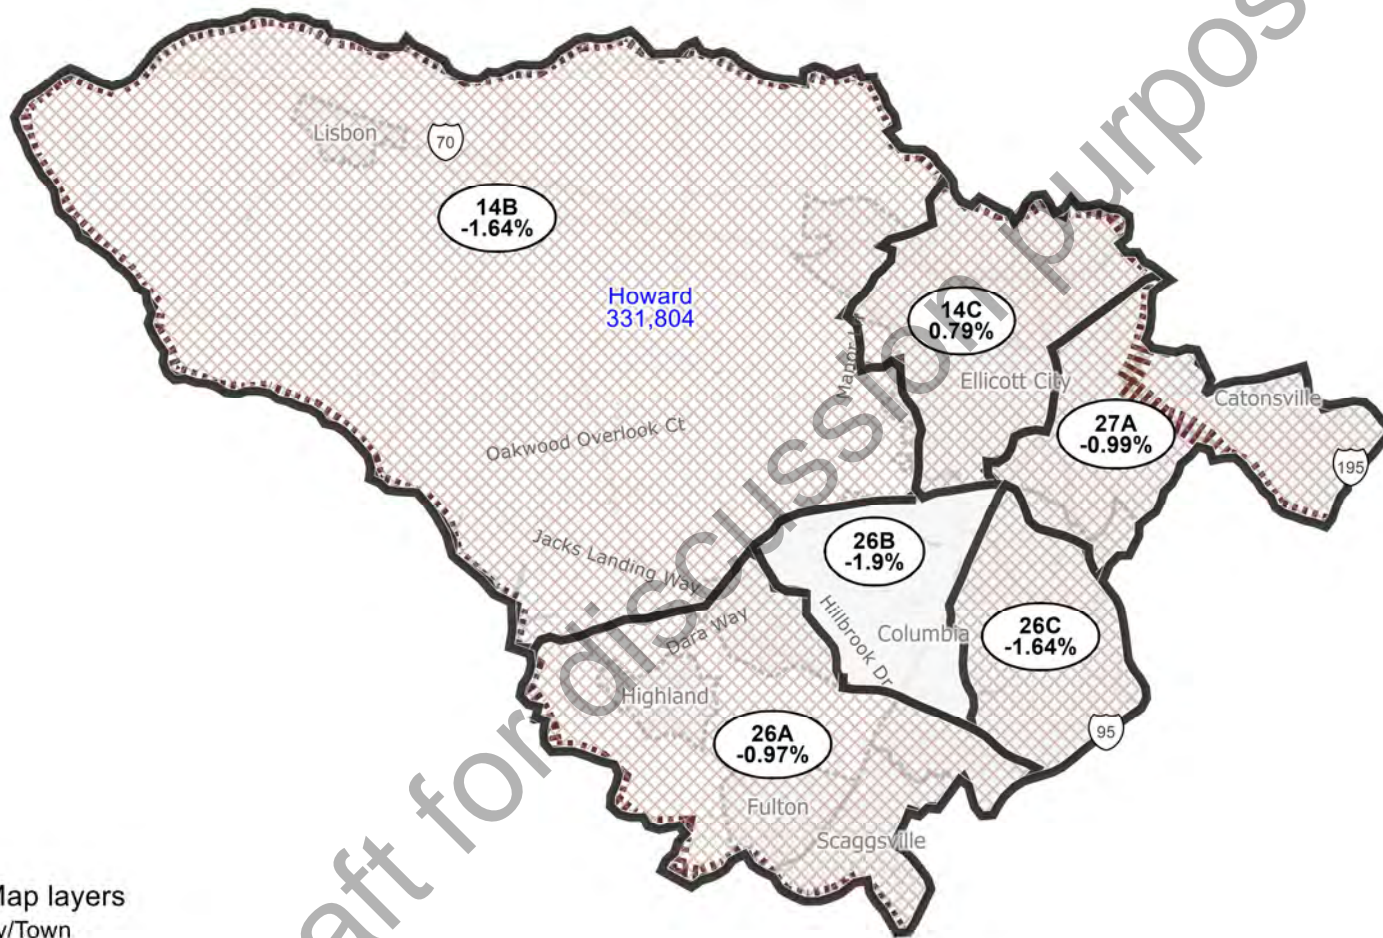 Lisbon
70
14B
-1.64%
Howard
331,804
14C
0.79%
Manor
Ellicott City
Catonsville
27A
-0.99%
195
Oakwood Overlook Ct
26B
-1.9%
Jacks Landing Way
Hillbrook Dr
Dara Way
Columbia
26C
-1.64%
Highland
95
26A
-0.97%
Fulton
Scaggsville
aft for discussion purpos
Map layers
y/Town